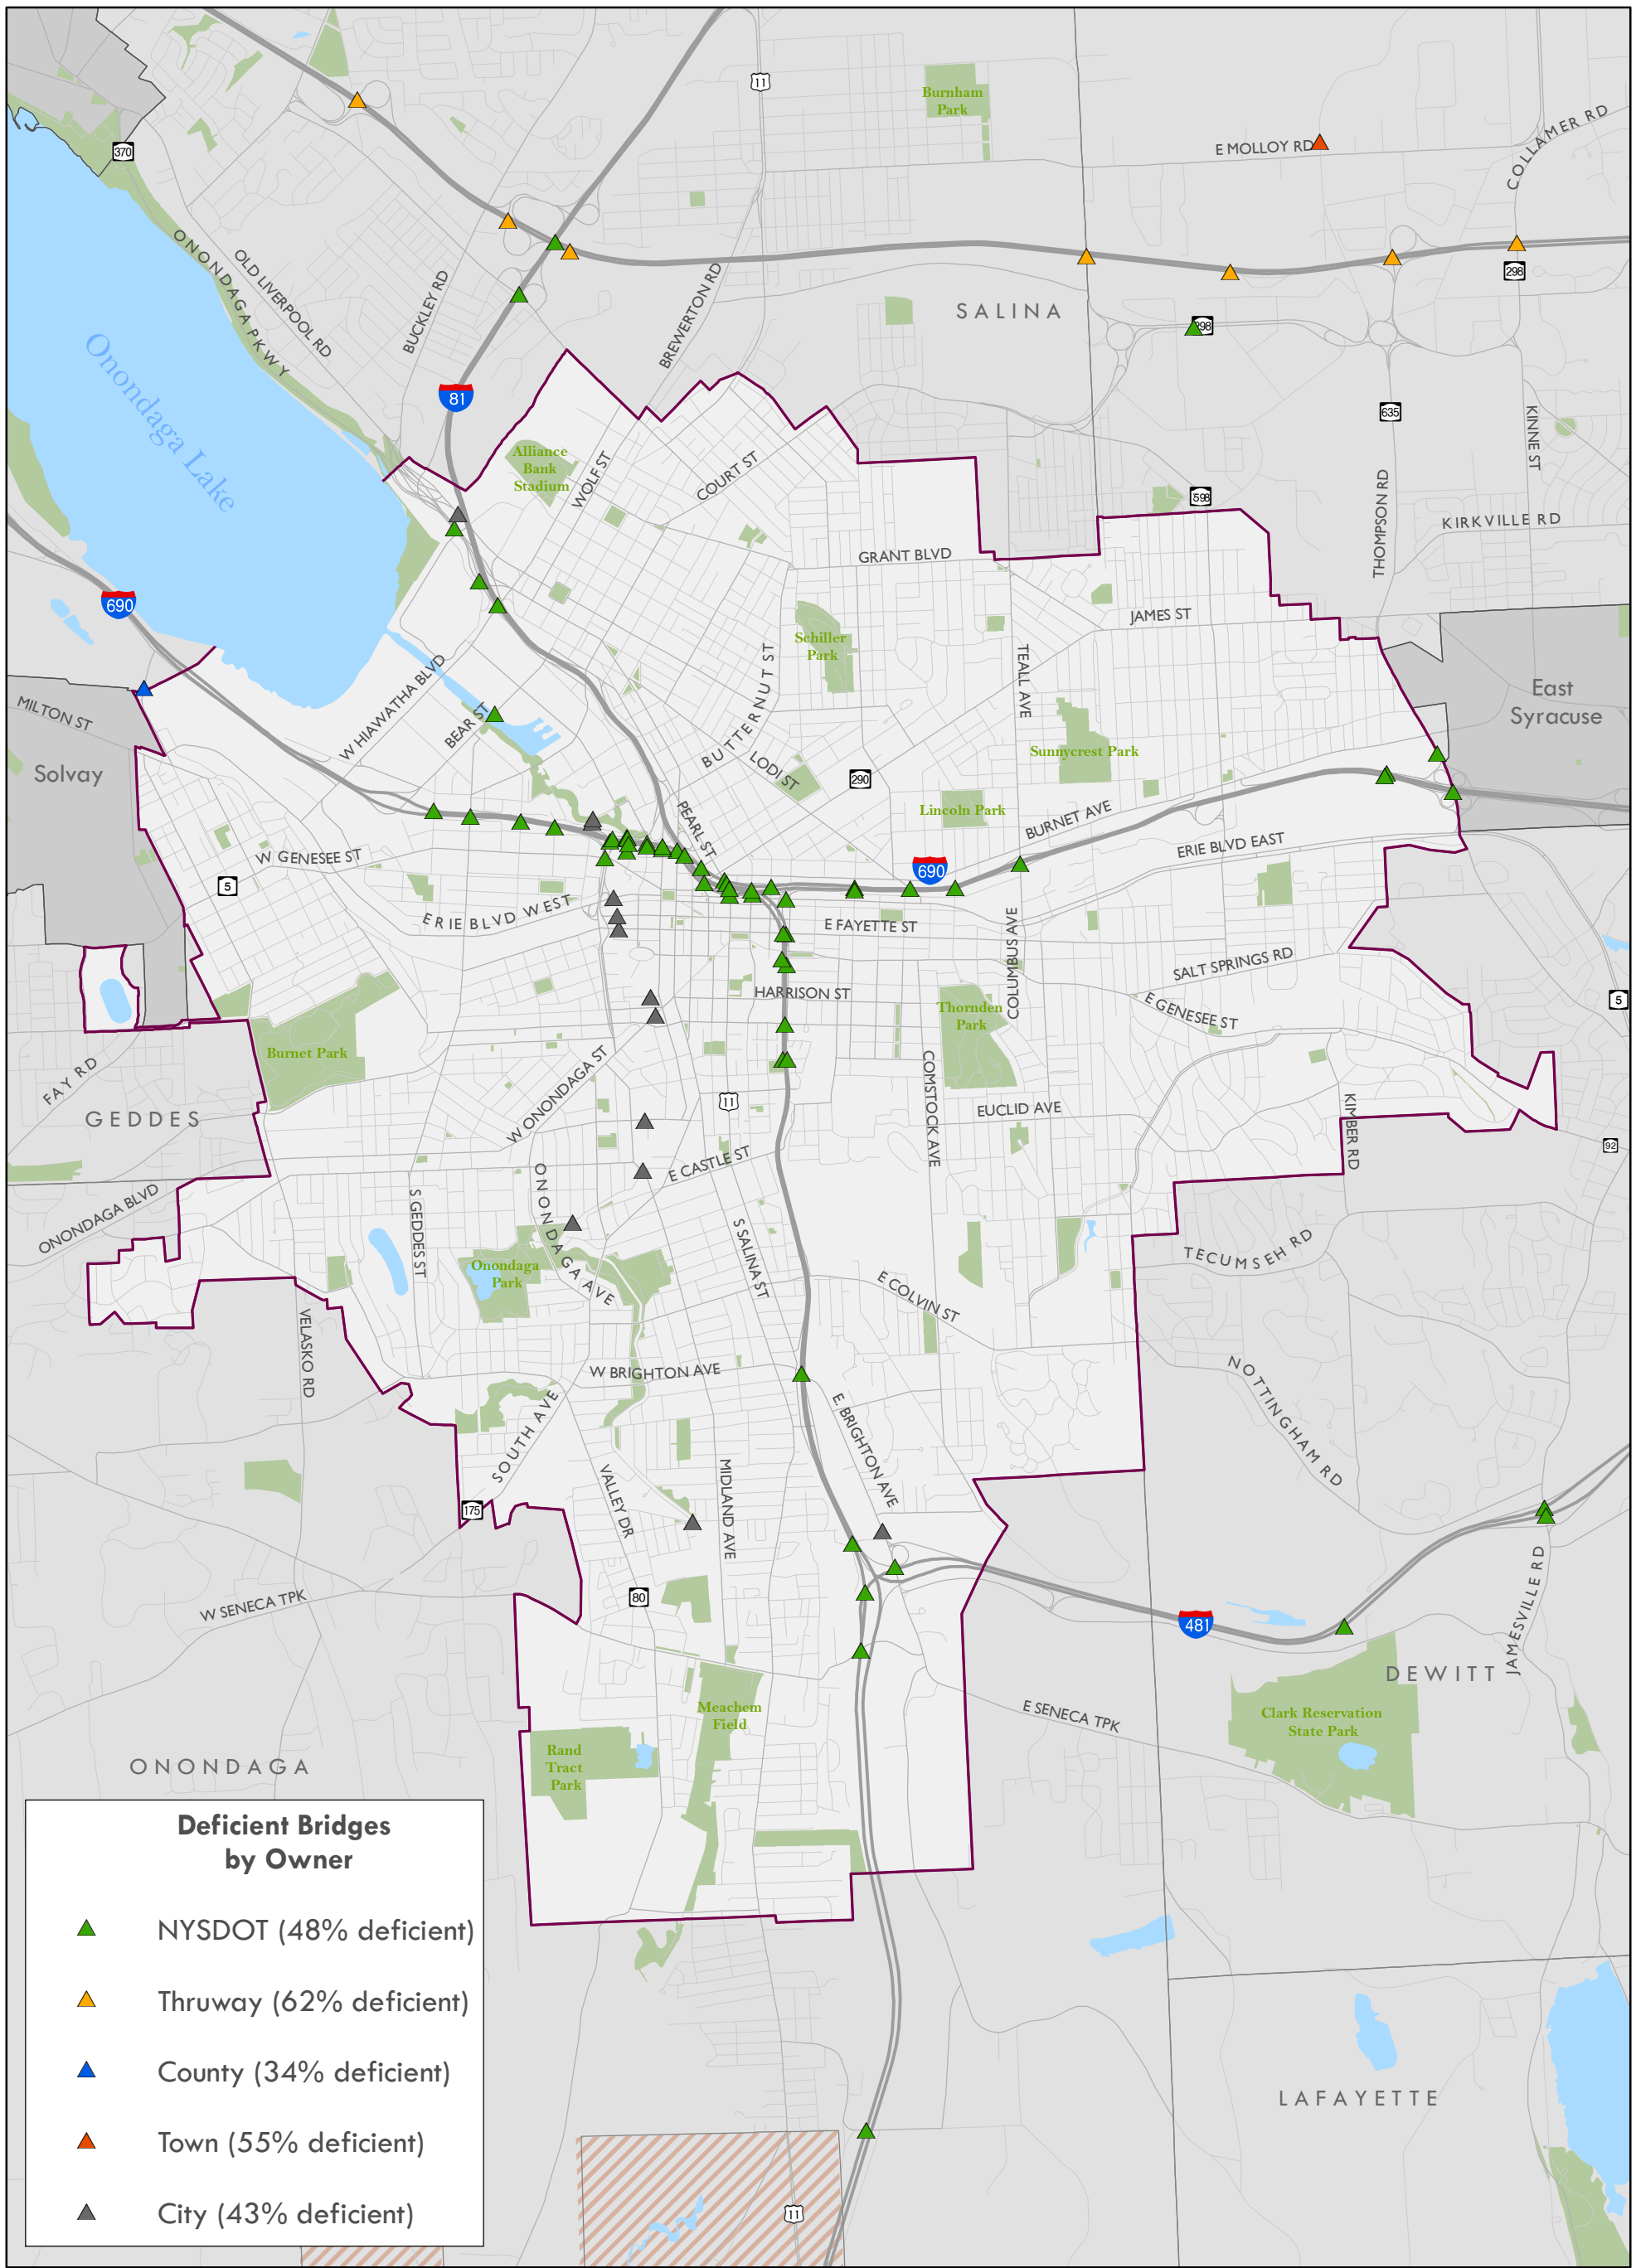 11
Burnham
Park
COLLAMER RD
E MOLLOY RD
370
ONONDAGA PKWY
OLD LIVERPOOL RD
BUCKLEY RD
BREWERTON RD
298
SALINA
298
Onondaga Lake
81
635
KINNE ST
Alliance
Bank
Stadium
WOLF ST
COURT ST
598
THOMPSON RD
KIRKVILLE RD
GRANT BLVD
690
JAMES ST
Schiller
Park
BUTTERNUT ST
TEALL AVE
W HIAWATHA BLVD
BEAR ST
East
Syracuse
MILTON ST
Solvay
LODI ST
290
Sunnycrest Park
PEARL ST
Lincoln Park
BURNET AVE
ERIE BLVD EAST
W GENESEE ST
690
5
ERIE BLVD WEST
E FAYETTE ST
COLUMBUS AVE
SALT SPRINGS RD
HARRISON ST
E GENESEE ST
5
Thornden
Park
Burnet Park
FAY RD
W ONONDAGA ST
COMSTOCK AVE
11
GEDDES
EUCLID AVE
KIMBER RD
92
E CASTLE ST
ONONDAGA BLVD
S GEDDES ST
ONONDAGA AVE
S SALINA ST
TECUMSEH RD
Onondaga
Park
E COLVIN ST
VELASKO RD
W BRIGHTON AVE
NOTTINGHAM RD
SOUTH AVE
E. BRIGHTON AVE
VALLEY DR
MIDLAND AVE
175
JAMESVILLE RD
W SENECA TPK
80
481
DEWITT
E SENECA TPK
Meachem
Field
Clark Reservation
State Park
Rand
Tract
Park
ONONDAGA
Deficient Bridges
by Owner
NYSDOT (48% deficient)
Thruway (62% deficient)
County (34% deficient)
Town (55% deficient)
City (43% deficient)
LAFAYETTE
11